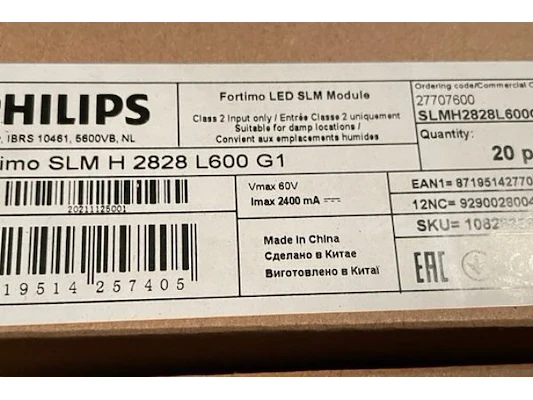 PHILIPS
, IBRS 10461, 5600VB, NL
imo SLM H 2828 L600 G1
20211125001
19514 257405
Fortimo LED SLM Module
Class 2 Input only / Entrée Classe 2 uniquement
Suitable for damp locations /
Convient aux emplacements humides
Vmax 60V
Imax 2400 mA
Made in China
Сделано в Китае
Виготовлено в Китаї
Ordering code/Commercial C
27707600
SLMH2828L600
Quantity:
20 p
EAN1= 87195142770
12NC= 9290028004
SKU= 1082
EAC